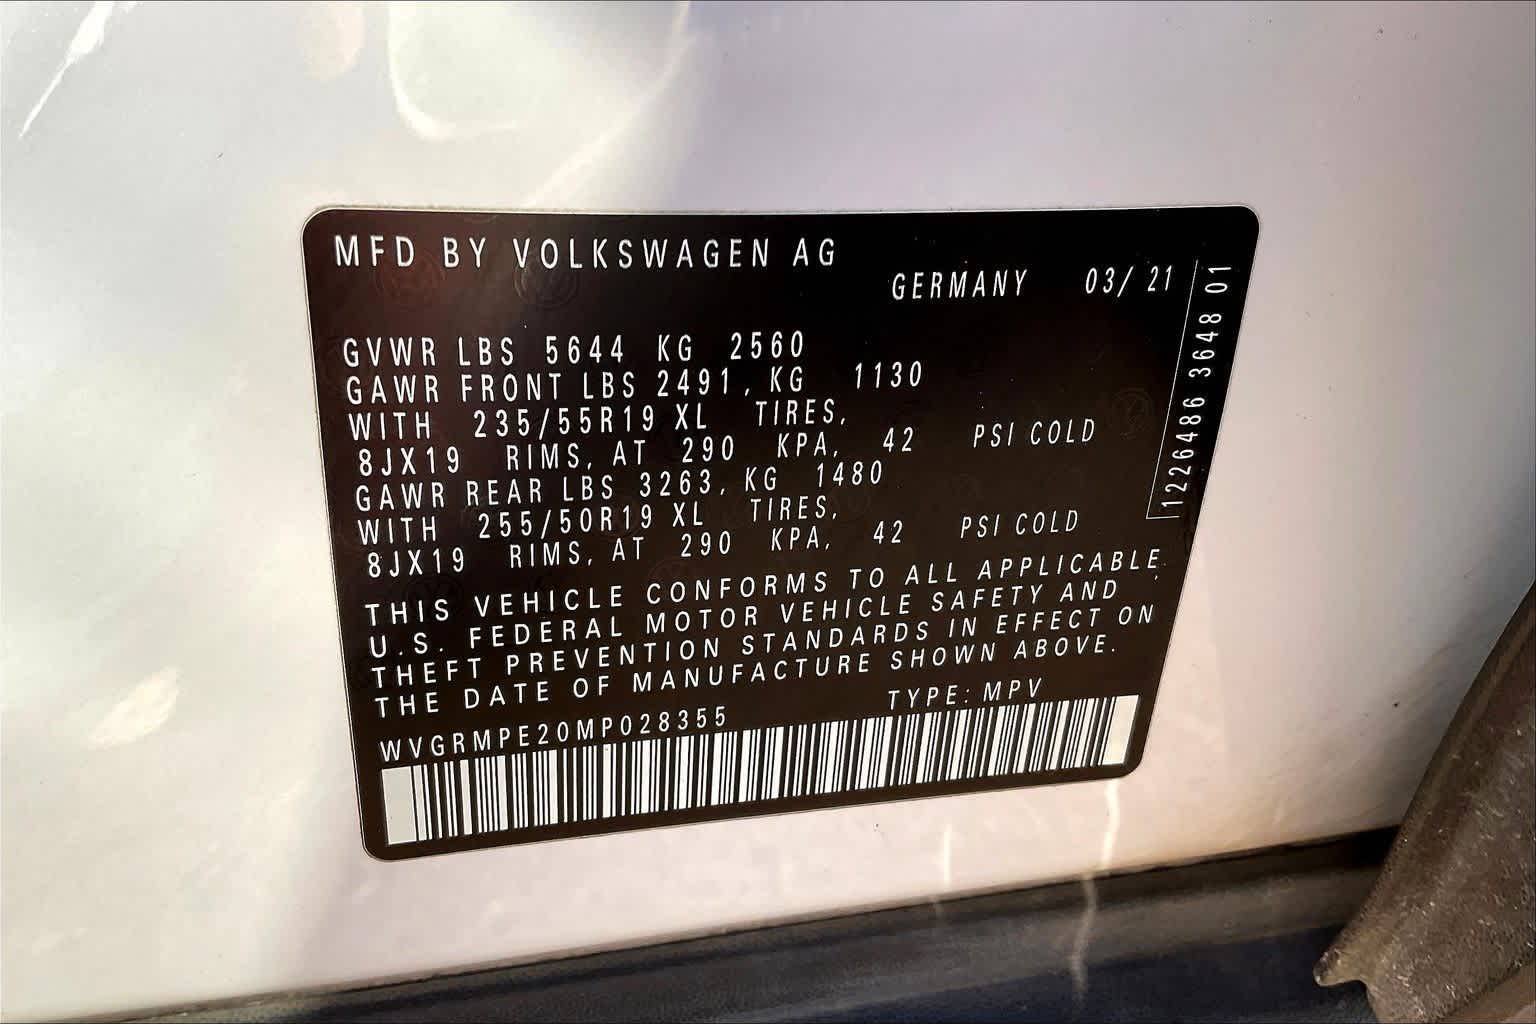 MFD BY VOLKSWAGEN AG
GERMANY 03/ 21
GVWR LBS 5644 KG 2560
GAWR FRONT LBS 2491, KG 1130
WITH 235/55R19 XL TIRES,
8JX19 RIMS, AT 290 KPA, 42 PSI COLD
GAWR REAR LBS 3263, KG 1480
WITH 255/50R19 XL TIRES,
8JX19 RIMS, AT 290 KPA, 42 PSI COLD
THIS VEHICLE CONFORMS TO ALL APPLICABLE
U.S. FEDERAL MOTOR VEHICLE SAFETY AND
THEFT PREVENTION STANDARDS IN EFFECT ON
THE DATE OF MANUFACTURE SHOWN ABOVE.
WVGRMPE20MP028355 TYPE: MPV
1226486 3648 01